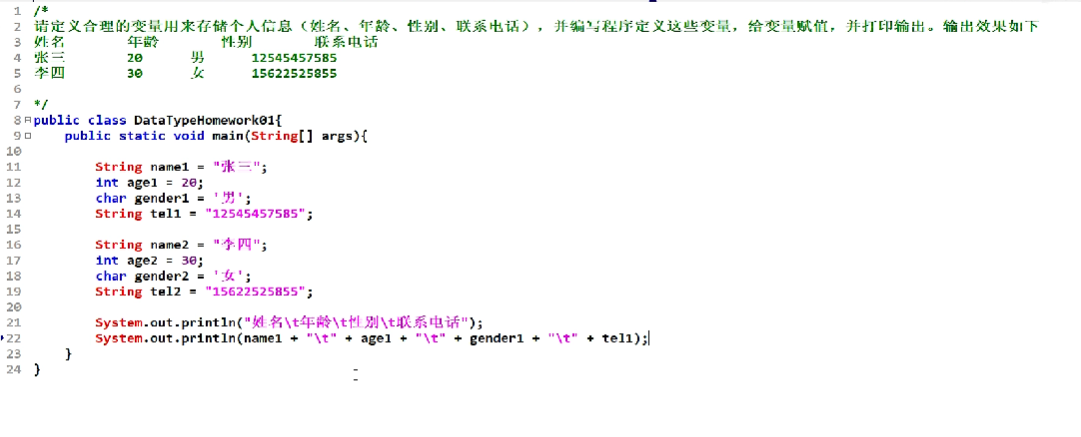 1 /*
2 请定义合理的变量用来存储个人信息（姓名、年龄、性别、联系电话），并编写程序定义这些变量，给变量赋值，并打印输出。输出效果如下
3 姓名 年龄 性别 联系电话
4 张三 20 男 12545457585
5 李四 30 女 15622525855
6
7 */
8 public class DataTypeHomework01{
9 public static void main(String[] args){
10
11 String name1 = "张三";
12 int age1 = 20;
13 char gender1 = '男';
14 String tel1 = "12545457585";
15
16 String name2 = "李四";
17 int age2 = 30;
18 char gender2 = '女';
19 String tel2 = "15622525855";
20
21 System.out.println("姓名\t年龄\t性别\t联系电话");
22 System.out.println(name1 + "\t" + age1 + "\t" + gender1 + "\t" + tel1);
23 }
24 }